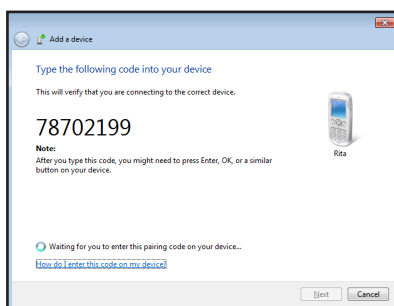 Add a device
Type the following code into your device
This will verify that you are connecting to the correct device.
78702199
Note:
After you type this code, you might need to press Enter, OK, or a similar
button on your device.
Rita
Waiting for you to enter this pairing code on your device...
How do I enter this code on my device?
Next Cancel